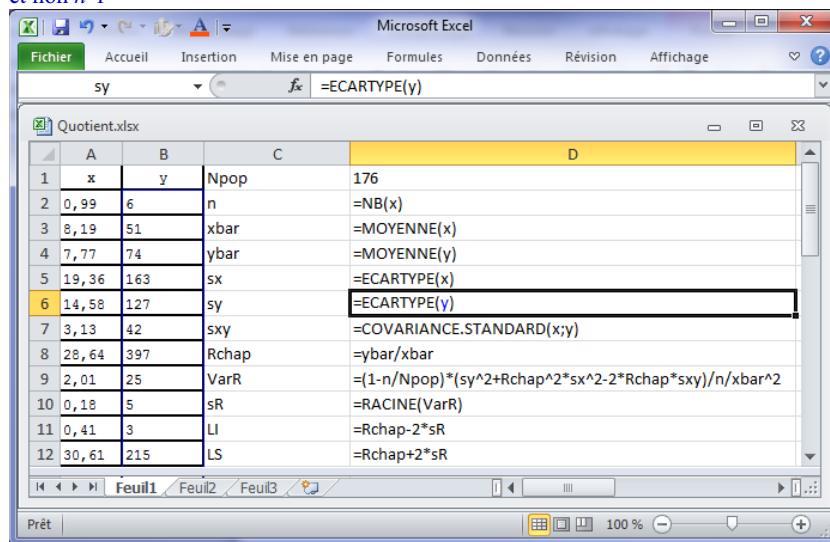 et non n-1
Microsoft Excel
Fichier Accueil Insertion Mise en page Formules Données Révision Affichage
sy fx =ECARTYPE(y)
Quotient.xlsx
A B C D
1 x y Npop 176
2 0,99 6 n =NB(x)
3 8,19 51 xbar =MOYENNE(x)
4 7,77 74 ybar =MOYENNE(y)
5 19,36 163 sx =ECARTYPE(x)
6 14,58 127 sy =ECARTYPE(y)
7 3,13 42 sxy =COVARIANCE.STANDARD(x;y)
8 28,64 397 Rchap =ybar/xbar
9 2,01 25 VarR =(1-n/Npop)*(sy^2+Rchap^2*sx^2-2*Rchap*sxy)/n/xbar^2
10 0,18 5 sR =RACINE(VarR)
11 0,41 3 LI =Rchap-2*sR
12 30,61 215 LS =Rchap+2*sR
Feuil1 Feuil2 Feuil3
Prêt 100 %